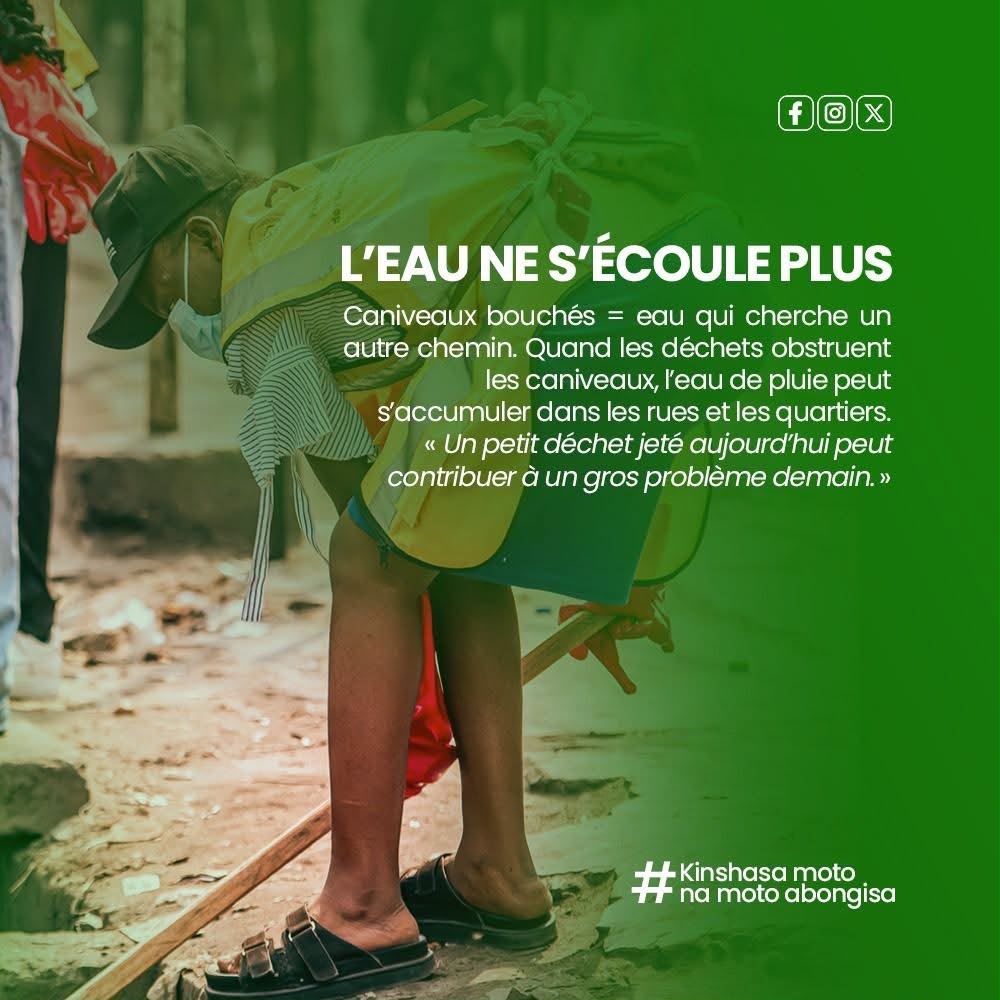 L'EAU NE S'ÉCOULE PLUS
Caniveaux bouchés = eau qui cherche un
autre chemin. Quand les déchets obstruent
les caniveaux, l'eau de pluie peut
s'accumuler dans les rues et les quartiers.
« Un petit déchet jeté aujourd'hui peut
contribuer à un gros problème demain. »
# Kinshasa moto
na moto abongisa